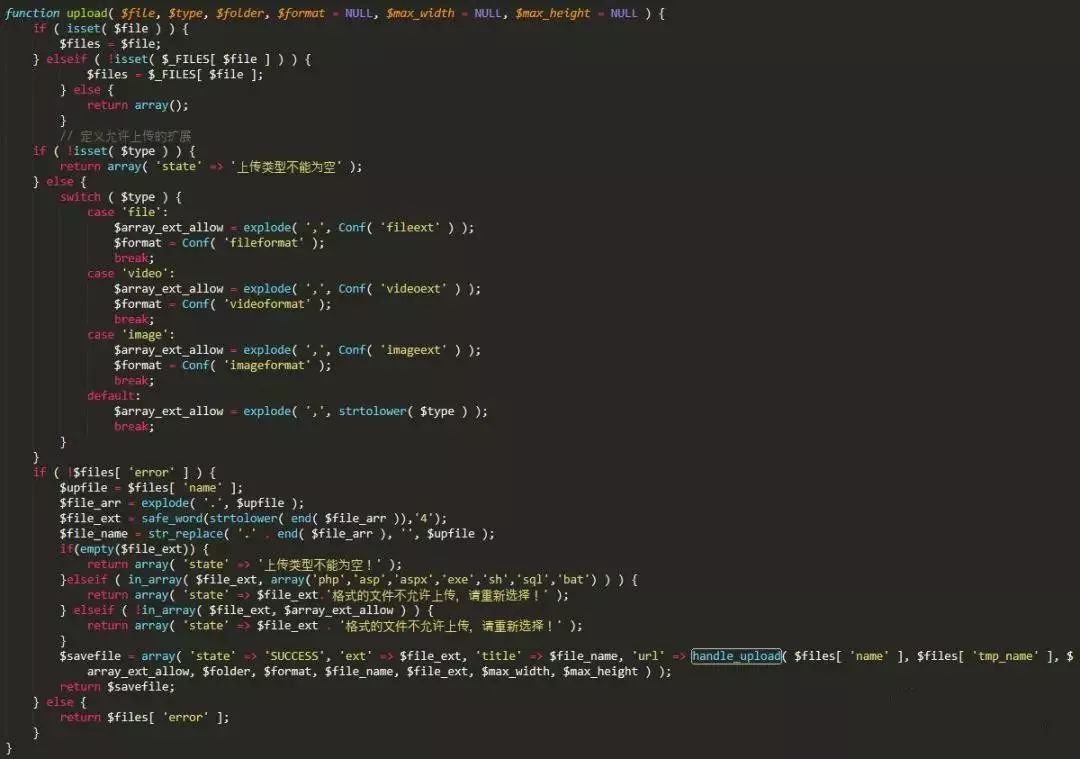 function upload( $file, $type, $folder, $format = NULL, $max_width = NULL, $max_height = NULL ) {
    if ( isset( $file ) ) {
        $files = $file;
    } elseif ( !isset( $_FILES[ $file ] ) ) {
            $files = $_FILES[ $file ];
        } else {
            return array();
        }
        // 定义允许上传的扩展
    if ( !isset( $type ) ) {
        return array( 'state' => '上传类型不能为空' );
    } else {
        switch ( $type ) {
            case 'file':
                $array_ext_allow = explode( ',', Conf( 'fileext' ) );
                $format = Conf( 'fileformat' );
                break;
            case 'video':
                $array_ext_allow = explode( ',', Conf( 'videoext' ) );
                $format = Conf( 'videoformat' );
                break;
            case 'image':
                $array_ext_allow = explode( ',', Conf( 'imageext' ) );
                $format = Conf( 'imageformat' );
                break;
            default:
                $array_ext_allow = explode( ',', strtolower( $type ) );
                break;
        }
    }
    if ( !$files[ 'error' ] ) {
        $upfile = $files[ 'name' ];
        $file_arr = explode( '.', $upfile );
        $file_ext = safe_word(strtolower( end( $file_arr )),'4');
        $file_name = str_replace( '.' . end( $file_arr ), '', $upfile );
        if(empty($file_ext)) {
            return array( 'state' => '上传类型不能为空！' );
        }elseif ( in_array( $file_ext, array('php','asp','aspx','exe','sh','sql','bat') ) ) {
            return array( 'state' => $file_ext.'格式的文件不允许上传，请重新选择！' );
        } elseif ( !in_array( $file_ext, $array_ext_allow ) ) {
            return array( 'state' => $file_ext . '格式的文件不允许上传，请重新选择！' );
        }
        $savefile = array( 'state' => 'SUCCESS', 'ext' => $file_ext, 'title' => $file_name, 'url' => handle_upload( $files[ 'name' ], $files[ 'tmp_name' ], $
            array_ext_allow, $folder, $format, $file_name, $file_ext, $max_width, $max_height ) );
        return $savefile;
    } else {
        return $files[ 'error' ];
    }
}